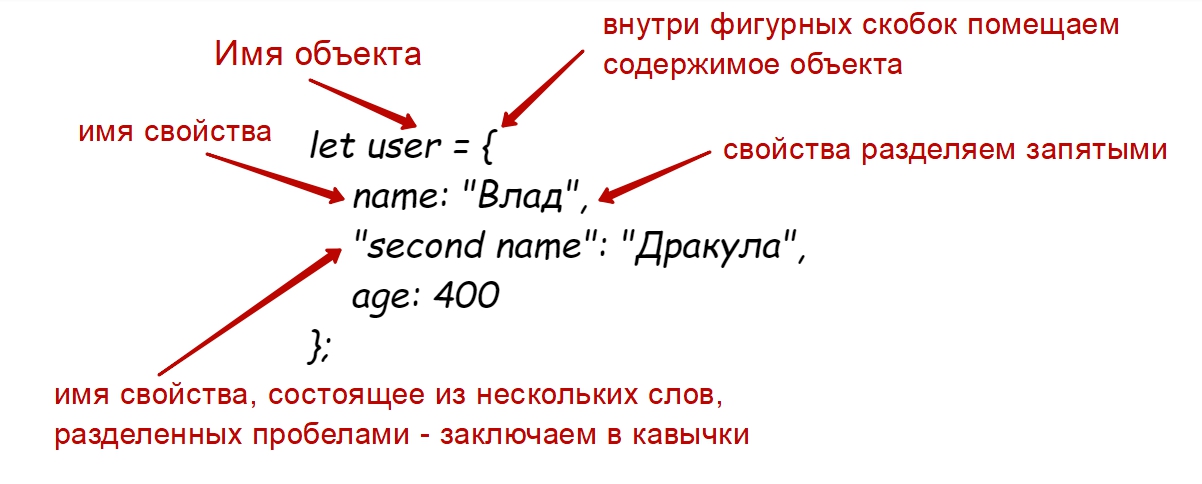 внутри фигурных скобок помещаем
содержимое объекта
Имя объекта
имя свойства
let user = {
свойства разделяем запятыми
name: "Влад",
"second name": "Дракула",
age: 400
};
имя свойства, состоящее из нескольких слов,
разделенных пробелами - заключаем в кавычки